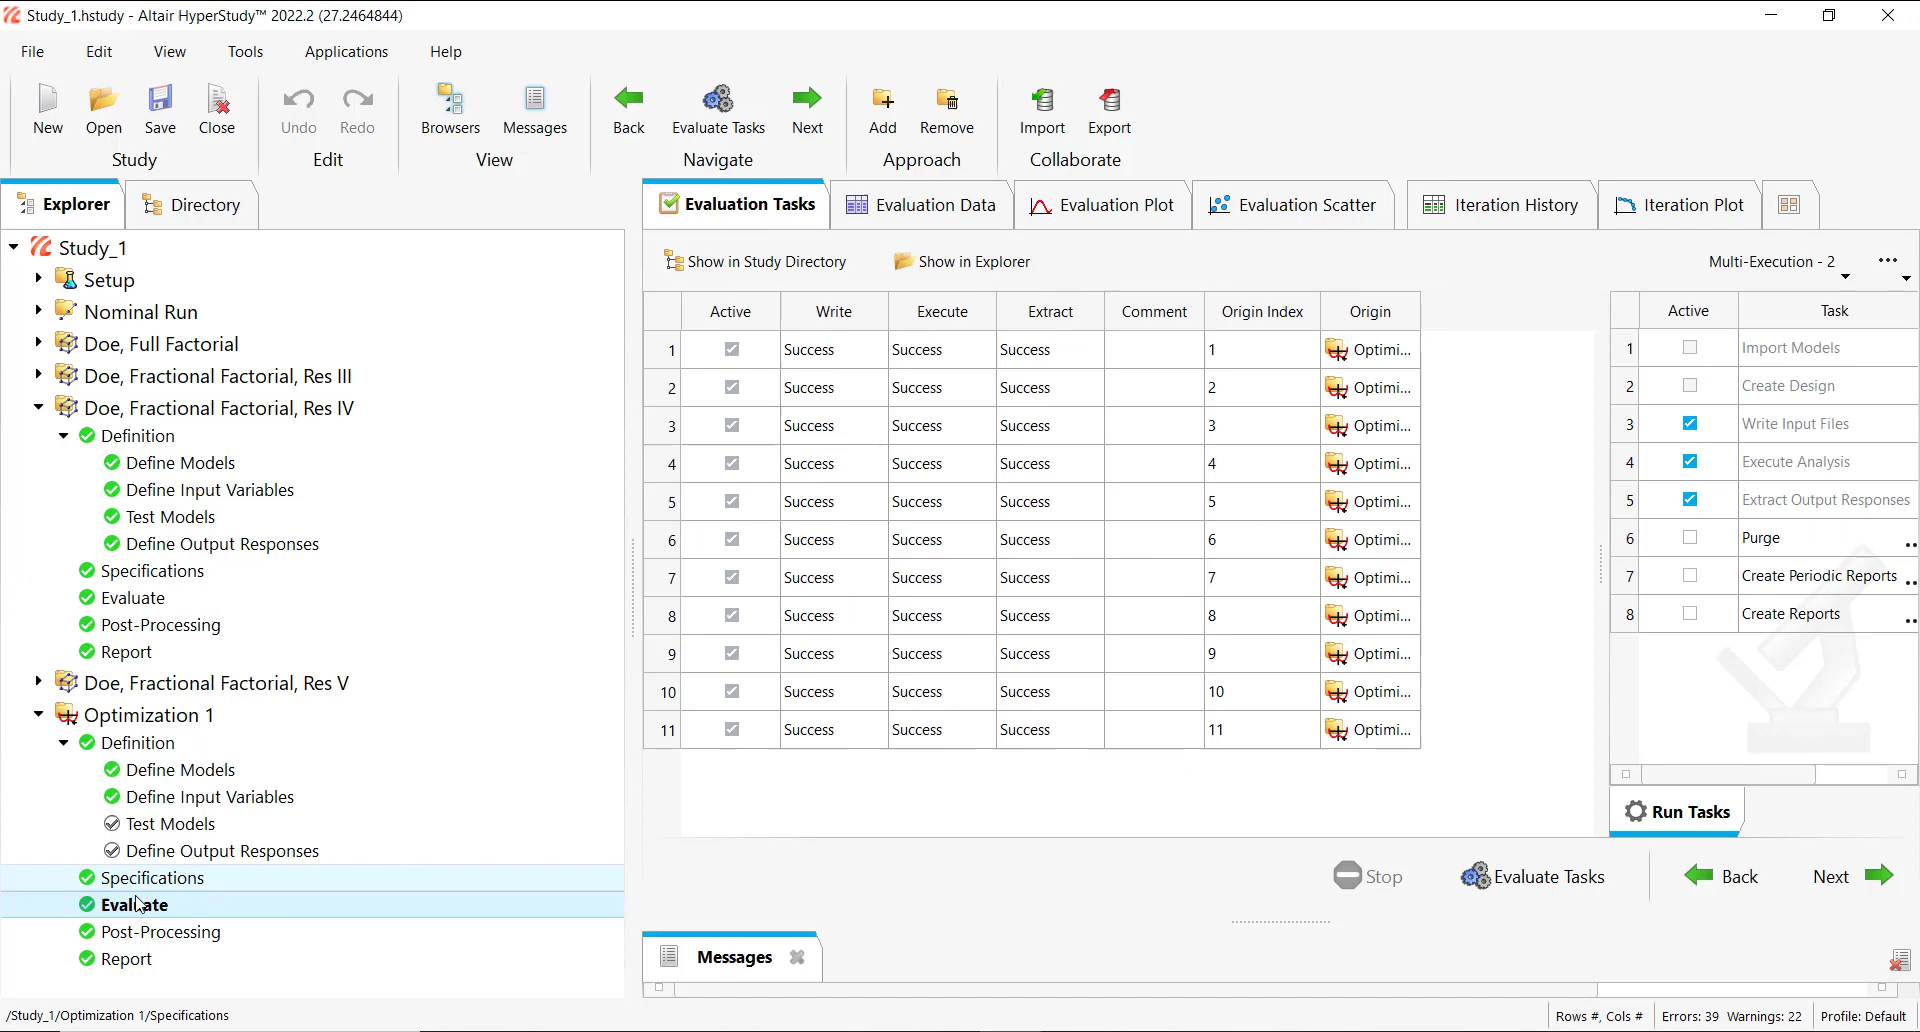 Study_1.hstudy - Altair HyperStudy™ 2022.2 (27.2464844)
File Edit View Tools Applications Help
New Open Save Close Undo Redo Browsers Messages Back Evaluate Tasks Next Add Remove Import Export
Study Edit View Navigate Approach Collaborate
Explorer Directory
Evaluation Tasks Evaluation Data Evaluation Plot Evaluation Scatter Iteration History Iteration Plot
Study_1
Setup
Nominal Run
Doe, Full Factorial
Doe, Fractional Factorial, Res III
Doe, Fractional Factorial, Res IV
Definition
Define Models
Define Input Variables
Test Models
Define Output Responses
Specifications
Evaluate
Post-Processing
Report
Doe, Fractional Factorial, Res V
Optimization 1
Definition
Define Models
Define Input Variables
Test Models
Define Output Responses
Specifications
Evaluate
Post-Processing
Report
Show in Study Directory Show in Explorer Multi-Execution - 2 ...
Active Write Execute Extract Comment Origin Index Origin
1 Success Success Success 1 Optimi...
2 Success Success Success 2 Optimi...
3 Success Success Success 3 Optimi...
4 Success Success Success 4 Optimi...
5 Success Success Success 5 Optimi...
6 Success Success Success 6 Optimi...
7 Success Success Success 7 Optimi...
8 Success Success Success 8 Optimi...
9 Success Success Success 9 Optimi...
10 Success Success Success 10 Optimi...
11 Success Success Success 11 Optimi...
Active Task
1 Import Models
2 Create Design
3 Write Input Files
4 Execute Analysis
5 Extract Output Responses
6 Purge
7 Create Periodic Reports
8 Create Reports
Run Tasks
Stop Evaluate Tasks Back Next
Messages
/Study_1/Optimization 1/Specifications
Rows #, Cols # Errors: 39 Warnings: 22 Profile: Default